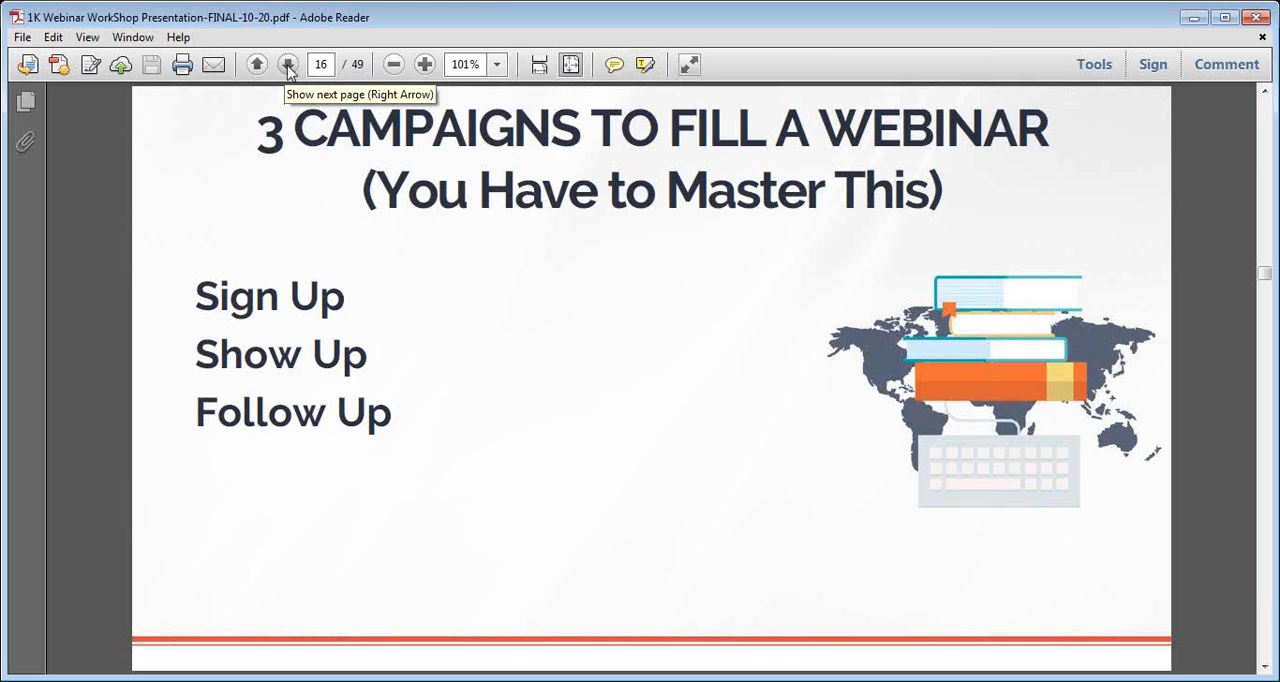 1K Webinar WorkShop Presentation-FINAL-10-20.pdf - Adobe Reader
File Edit View Window Help
16 / 49 101% Tools Sign Comment
Show next page (Right Arrow)
3 CAMPAIGNS TO FILL A WEBINAR
(You Have to Master This)
Sign Up
Show Up
Follow Up